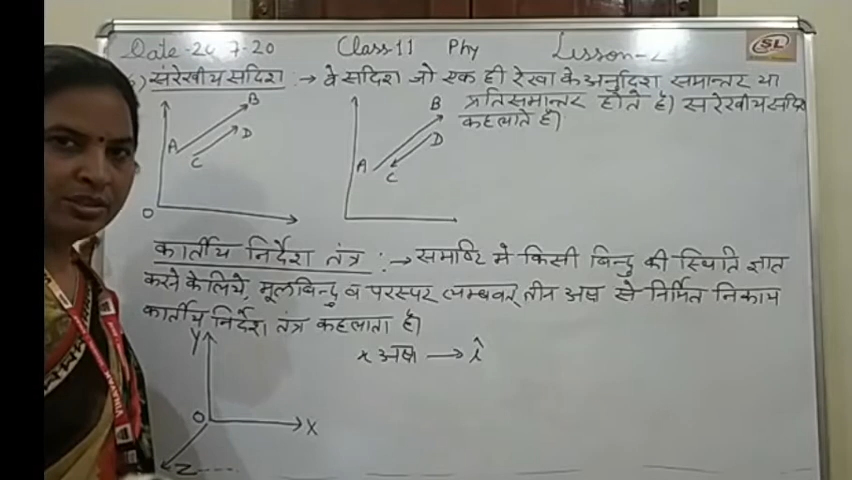 Date-24 7-20 Class-11 Phy Lesson-2
SL
6) संरेखीय सदिश :→ वे सदिश जो एक ही रेखा के अनुदिश समान्तर या
प्रतिसमान्तर होते है। सरेखीय सदिश
कहलाते है।
B
A
D
C
O
B
A
D
C
कार्तीय निर्देश तंत्र :→ समष्टि मे किसी बिन्दु की स्थिति ज्ञात
करने के लिये, मूलबिन्दु व परस्पर लम्बवत् तीन अक्ष से निर्मित निकाय
कार्तीय निर्देश तंत्र कहलाता है।
x अक्ष → î
Y
O
X
Z